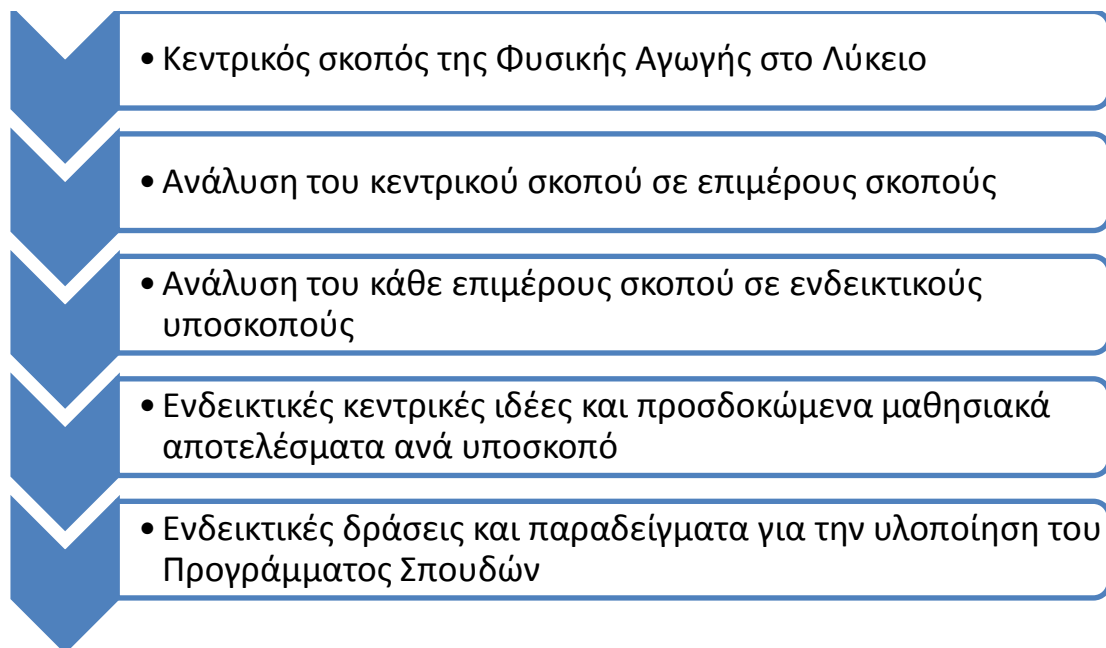 • Κεντρικός σκοπός της Φυσικής Αγωγής στο Λύκειο
• Ανάλυση του κεντρικού σκοπού σε επιμέρους σκοπούς
• Ανάλυση του κάθε επιμέρους σκοπού σε ενδεικτικούς
υποσκοπούς
• Ενδεικτικές κεντρικές ιδέες και προσδοκώμενα μαθησιακά
αποτελέσματα ανά υποσκοπό
• Ενδεικτικές δράσεις και παραδείγματα για την υλοποίηση του
Προγράμματος Σπουδών